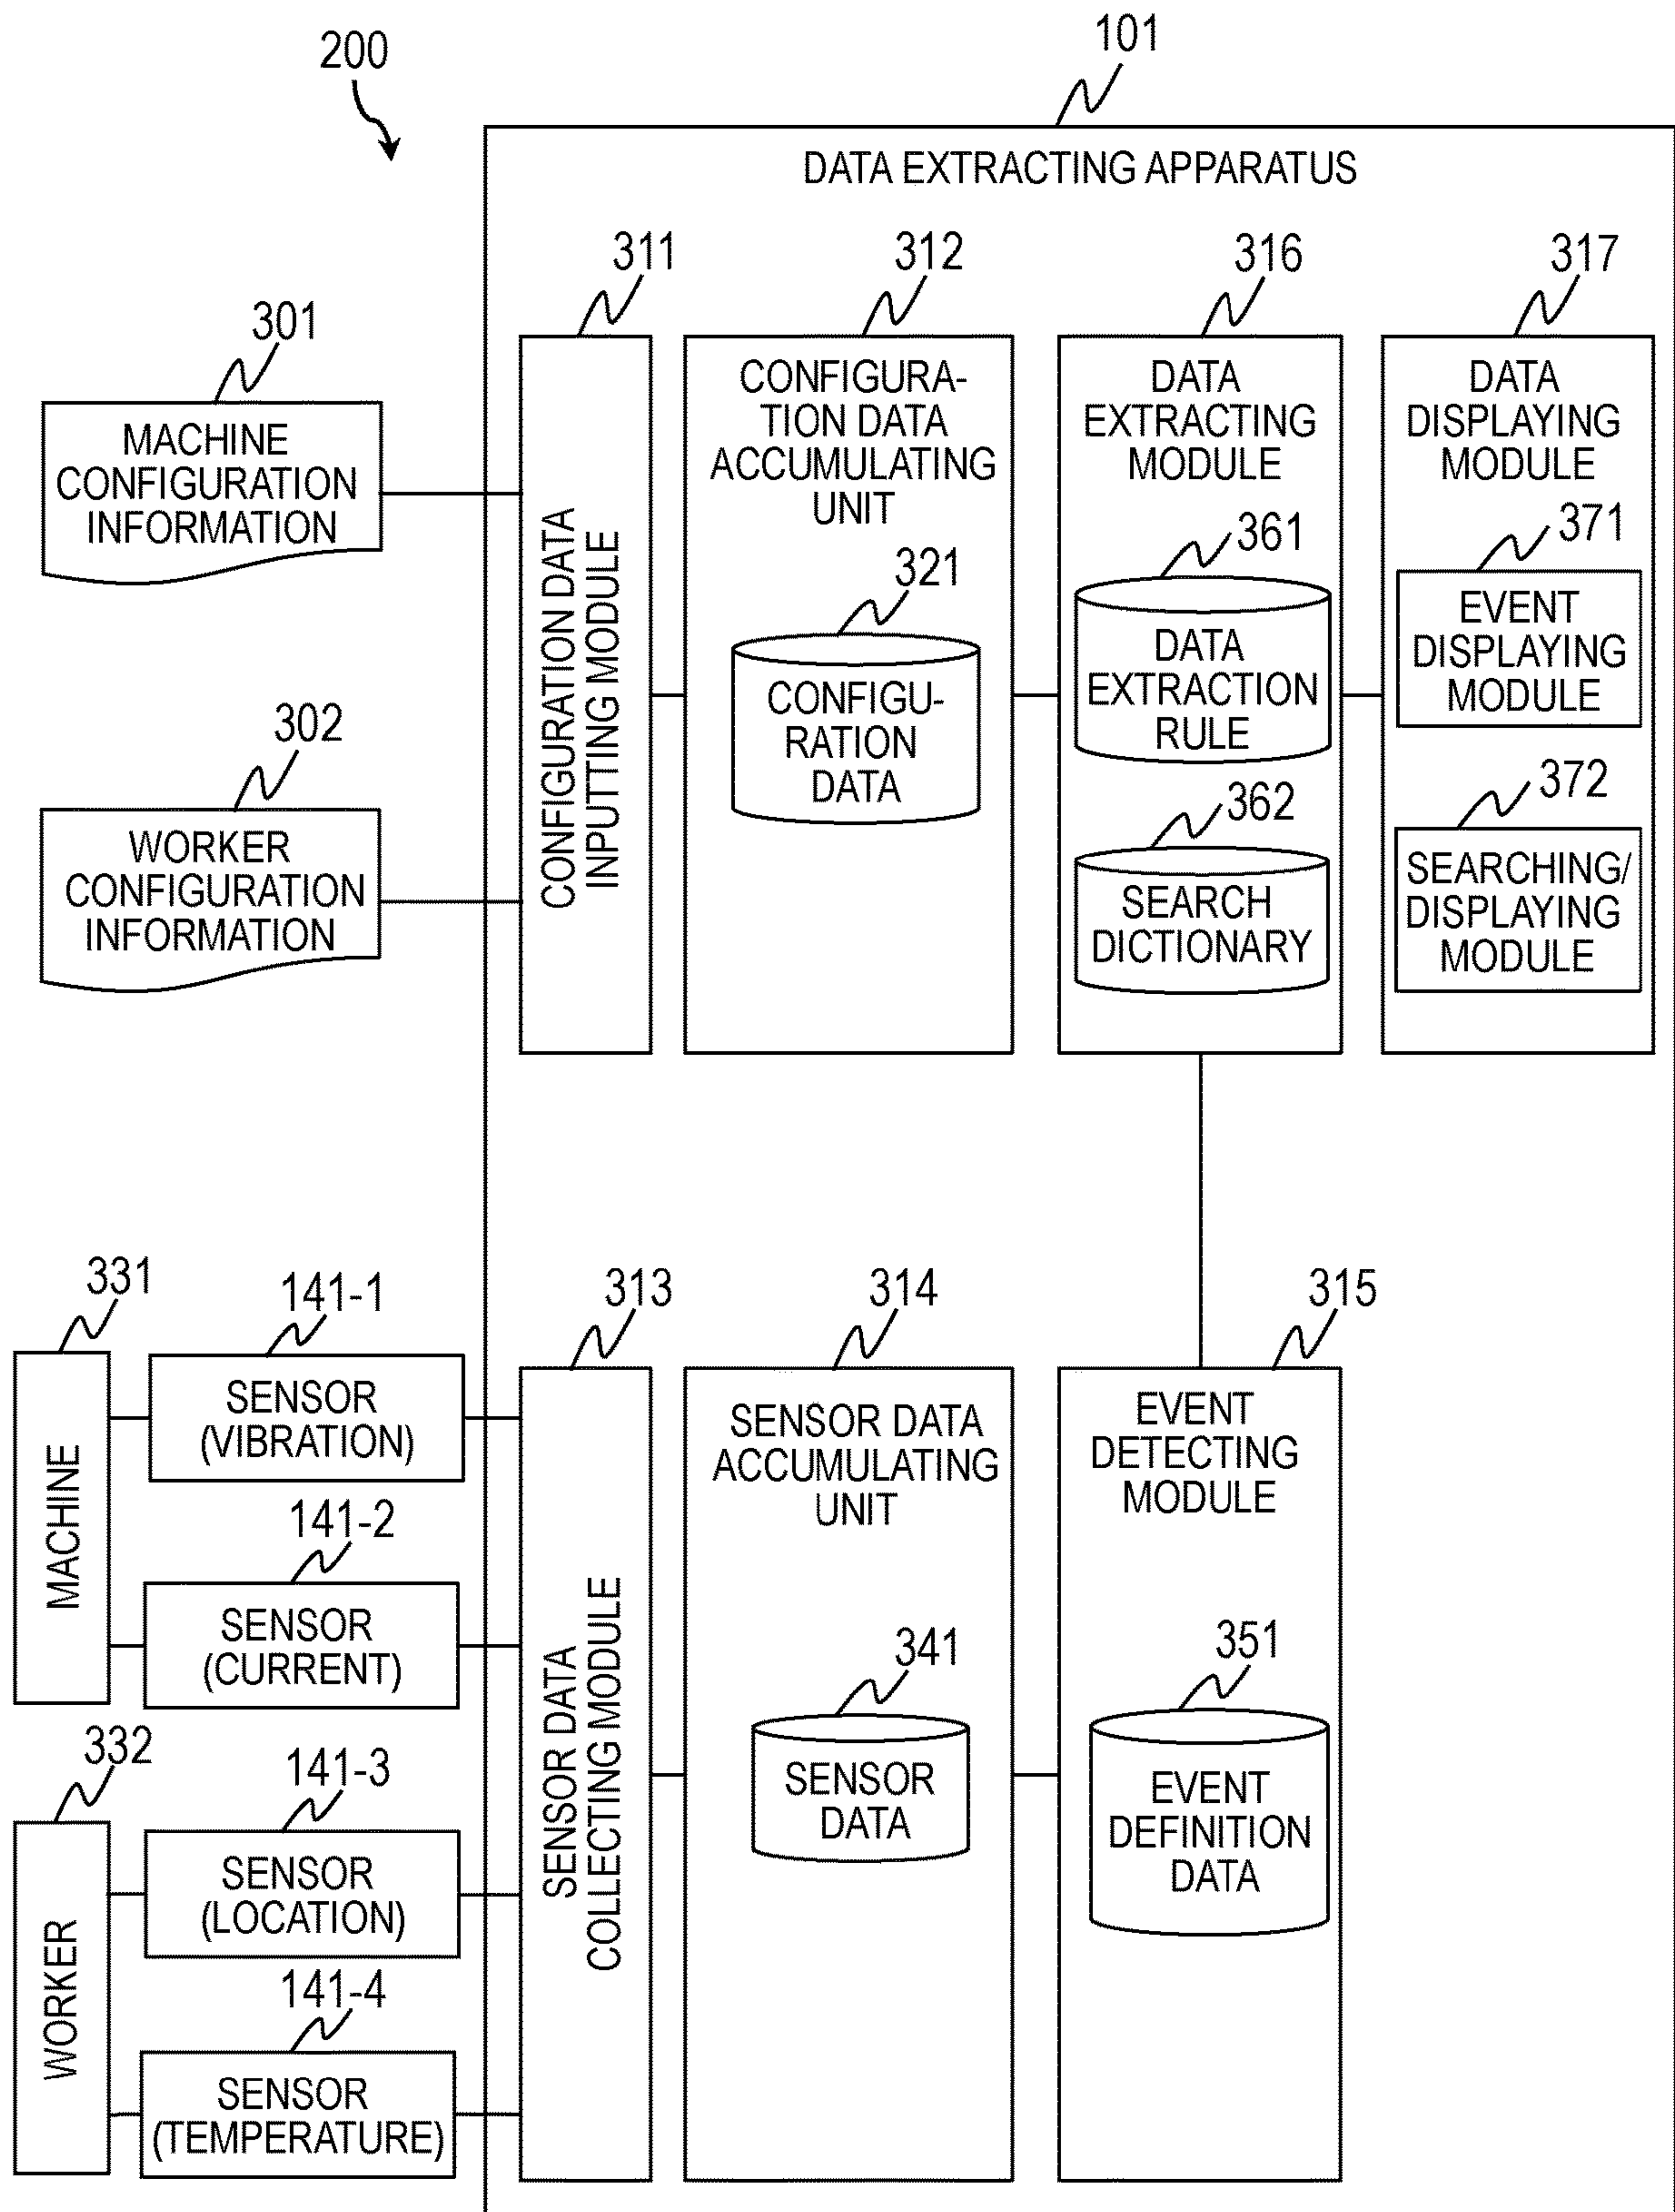 200
101
DATA EXTRACTING APPARATUS
311
312
316
317
301
MACHINE
CONFIGURATION
INFORMATION
302
WORKER
CONFIGURATION
INFORMATION
CONFIGURATION DATA
INPUTTING MODULE
CONFIGURA-
TION DATA
ACCUMULATING
UNIT
321
CONFIGU-
RATION
DATA
DATA
EXTRACTING
MODULE
361
DATA
EXTRACTION
RULE
362
SEARCH
DICTIONARY
DATA
DISPLAYING
MODULE
371
EVENT
DISPLAYING
MODULE
372
SEARCHING/
DISPLAYING
MODULE
331
MACHINE
141-1
SENSOR
(VIBRATION)
141-2
SENSOR
(CURRENT)
332
WORKER
141-3
SENSOR
(LOCATION)
141-4
SENSOR
(TEMPERATURE)
313
SENSOR DATA
COLLECTING MODULE
314
SENSOR DATA
ACCUMULATING
UNIT
341
SENSOR
DATA
315
EVENT
DETECTING
MODULE
351
EVENT
DEFINITION
DATA